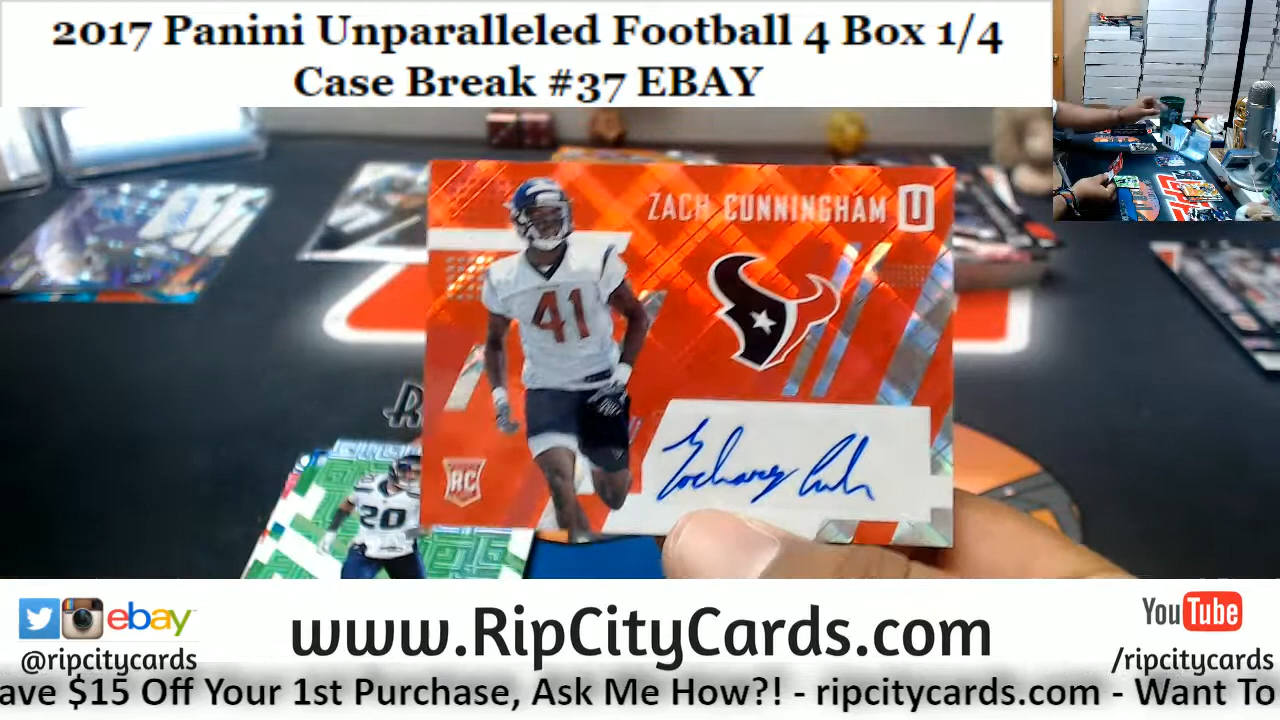 2017 Panini Unparalleled Football 4 Box 1/4
Case Break #37 EBAY
ZACH CUNNINGHAM U
41
RC
Zachary
20
ebay
@ripcitycards
www.RipCityCards.com
YouTube
/ripcitycards
ave $15 Off Your 1st Purchase, Ask Me How?! - ripcitycards.com - Want To